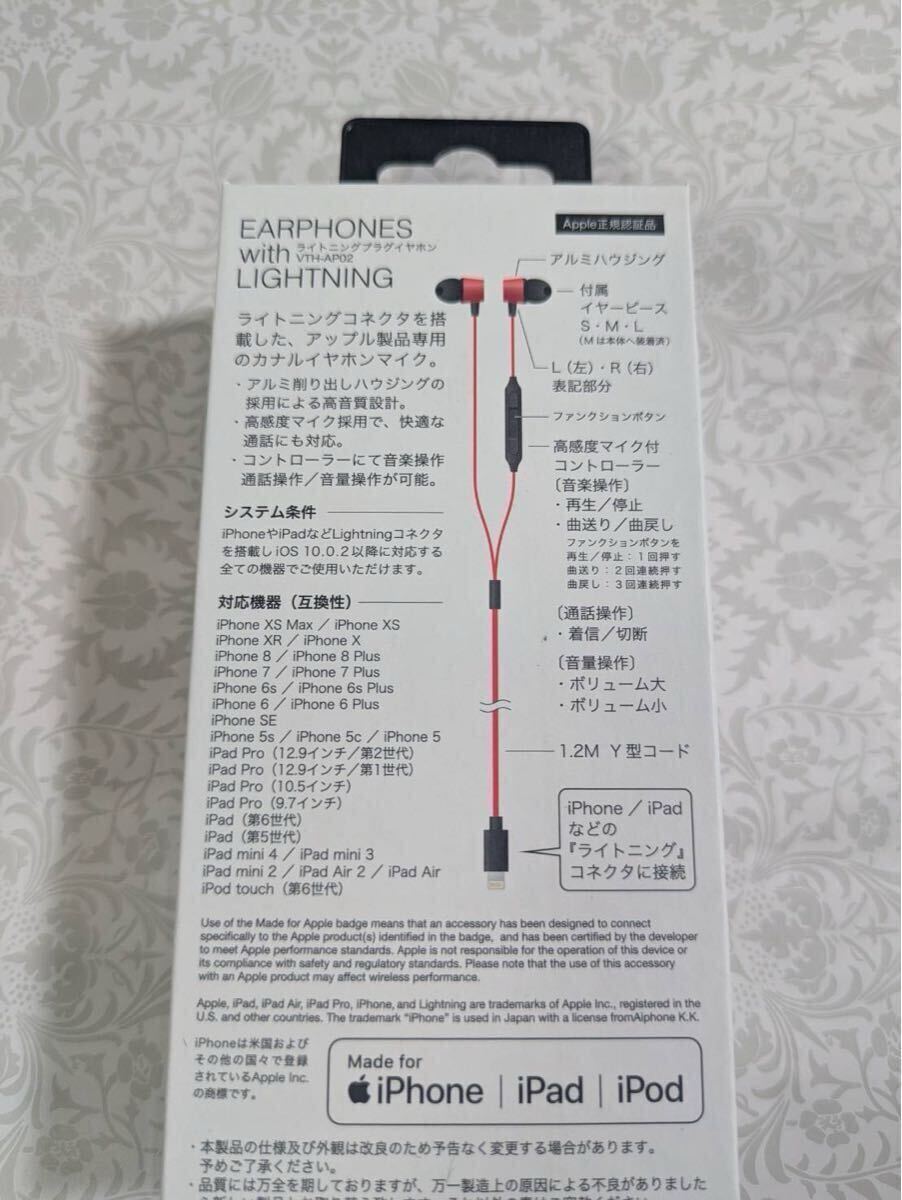 EARPHONES
with ライトニングプラグイヤホン
VTH-AP02
LIGHTNING
Apple正規認証品
ライトニングコネクタを搭
載した、アップル製品専用
のカナルイヤホンマイク。
・アルミ削り出しハウジングの
採用による高音質設計。
・高感度マイク採用で、快適な
通話にも対応。
・コントローラーにて音楽操作
通話操作／音量操作が可能。
システム条件
iPhoneやiPadなどLightningコネクタ
を搭載しiOS 10.0.2以降に対応する
全ての機器でご使用いただけます。
対応機器（互換性）
iPhone XS Max ／ iPhone XS
iPhone XR ／ iPhone X
iPhone 8 ／ iPhone 8 Plus
iPhone 7 ／ iPhone 7 Plus
iPhone 6s ／ iPhone 6s Plus
iPhone 6 ／ iPhone 6 Plus
iPhone SE
iPhone 5s ／ iPhone 5c ／ iPhone 5
iPad Pro（12.9インチ／第2世代）
iPad Pro（12.9インチ／第1世代）
iPad Pro（10.5インチ）
iPad Pro（9.7インチ）
iPad（第6世代）
iPad（第5世代）
iPad mini 4 ／ iPad mini 3
iPad mini 2 ／ iPad Air 2 ／ iPad Air
iPod touch（第6世代）
アルミハウジング
付属
イヤーピース
S・M・L
（Mは本体へ装着済）
L（左）・R（右）
表記部分
ファンクションボタン
高感度マイク付
コントローラー
〔音楽操作〕
・再生／停止
・曲送り／曲戻し
ファンクションボタンを
再生／停止：1回押す
曲送り：2回連続押す
曲戻し：3回連続押す
〔通話操作〕
・着信／切断
〔音量操作〕
・ボリューム大
・ボリューム小
1.2M Y型コード
iPhone ／ iPad
などの
『ライトニング』
コネクタに接続
Use of the Made for Apple badge means that an accessory has been designed to connect
specifically to the Apple product(s) identified in the badge, and has been certified by the developer
to meet Apple performance standards. Apple is not responsible for the operation of this device or
its compliance with safety and regulatory standards. Please note that the use of this accessory
with an Apple product may affect wireless performance.
Apple, iPad, iPad Air, iPad Pro, iPhone, and Lightning are trademarks of Apple Inc., registered in the
U.S. and other countries. The trademark "iPhone" is used in Japan with a license fromAiphone K.K.
iPhoneは米国および
その他の国々で登録
されているApple Inc.
の商標です。
Made for
iPhone | iPad | iPod
・本製品の仕様及び外観は改良のため予告なく変更する場合があります。
予めご了承ください。
・品質には万全を期しておりますが、万一製造上の原因による不良がありました